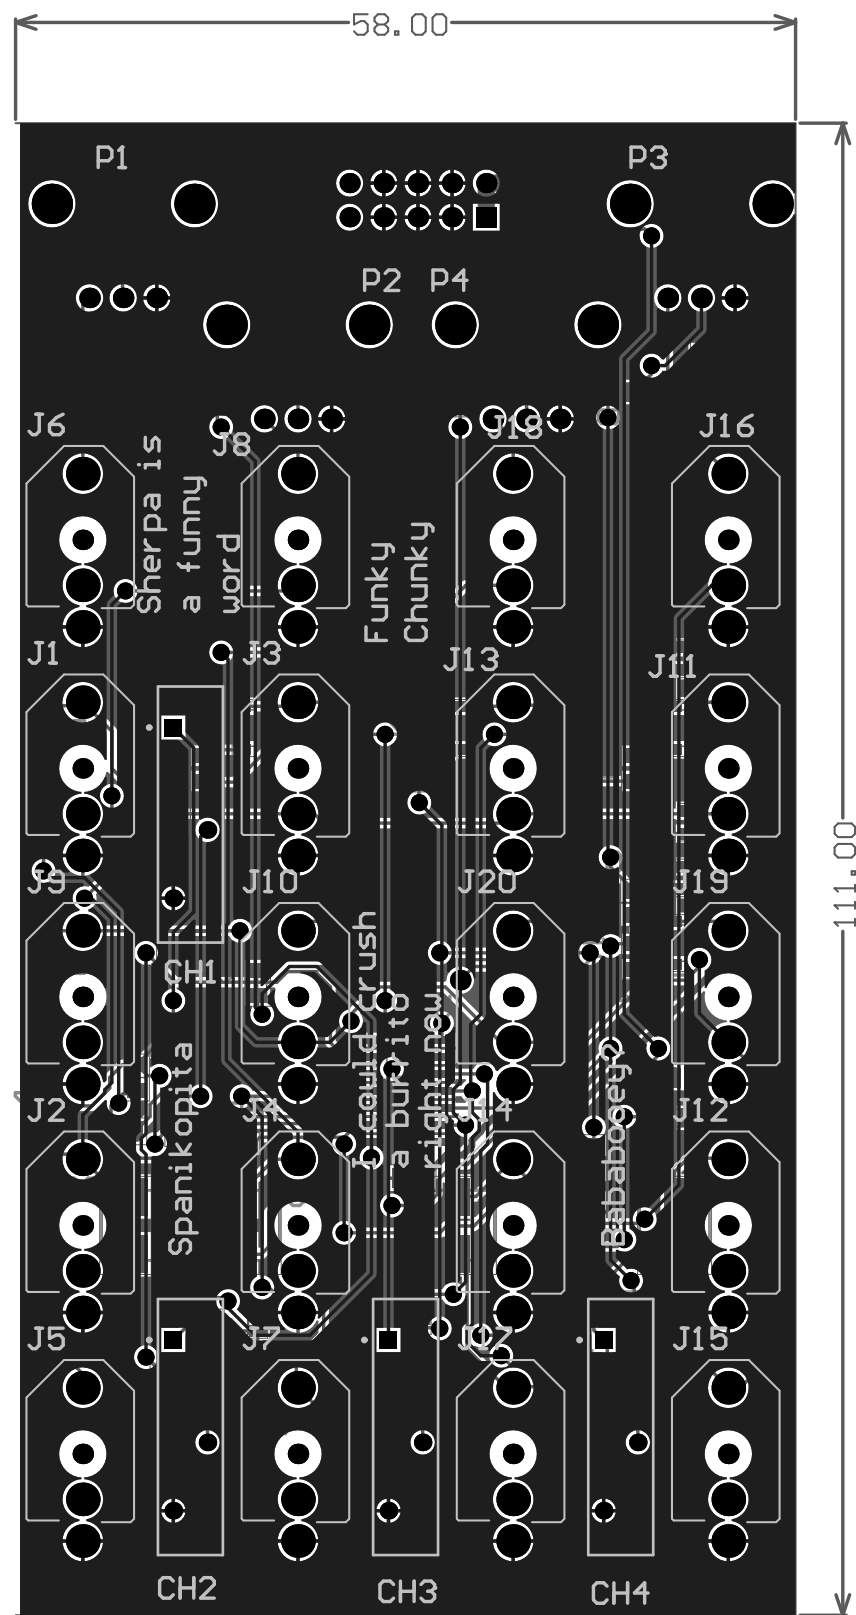 58.00
P1
P3
P2
P4
J6
J8
J18
J16
Sherpa is
a funny
word
Funky
Chunky
J1
J3
J13
J11
111.00
J9
J10
J20
J19
CH1
I could crush
a burrito
right now
J2
J4
J14
J12
Spanikopita
Bababooey?
J5
J7
J17
J15
CH2
CH3
CH4